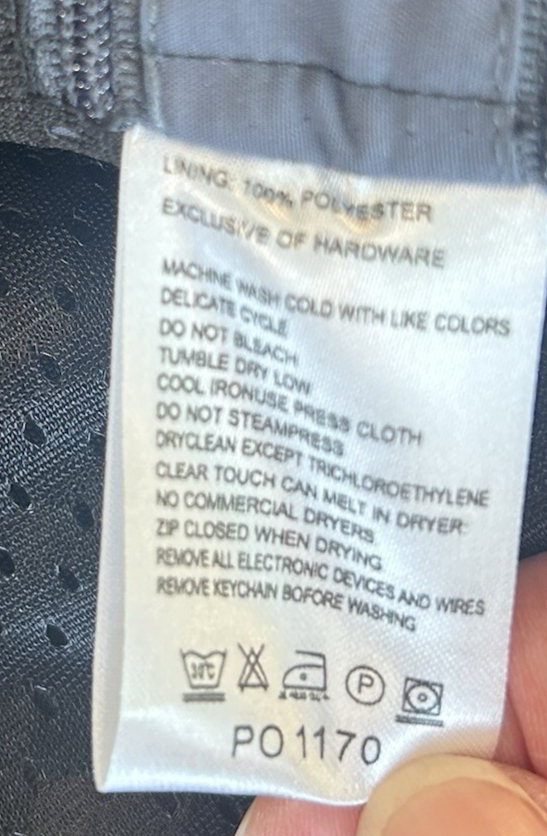 LINING: 100% POLYESTER
EXCLUSIVE OF HARDWARE
MACHINE WASH COLD WITH LIKE COLORS
DELICATE CYCLE
DO NOT BLEACH
TUMBLE DRY LOW
COOL IRONUSE PRESS CLOTH
DO NOT STEAMPRESS
DRYCLEAN EXCEPT TRICHLOROETHYLENE
CLEAR TOUCH CAN MELT IN DRYER
NO COMMERCIAL DRYERS
ZIP CLOSED WHEN DRYING
REMOVE ALL ELECTRONIC DEVICES AND WIRES
REMOVE KEYCHAIN BOFORE WASHING
30°C P
PO1170